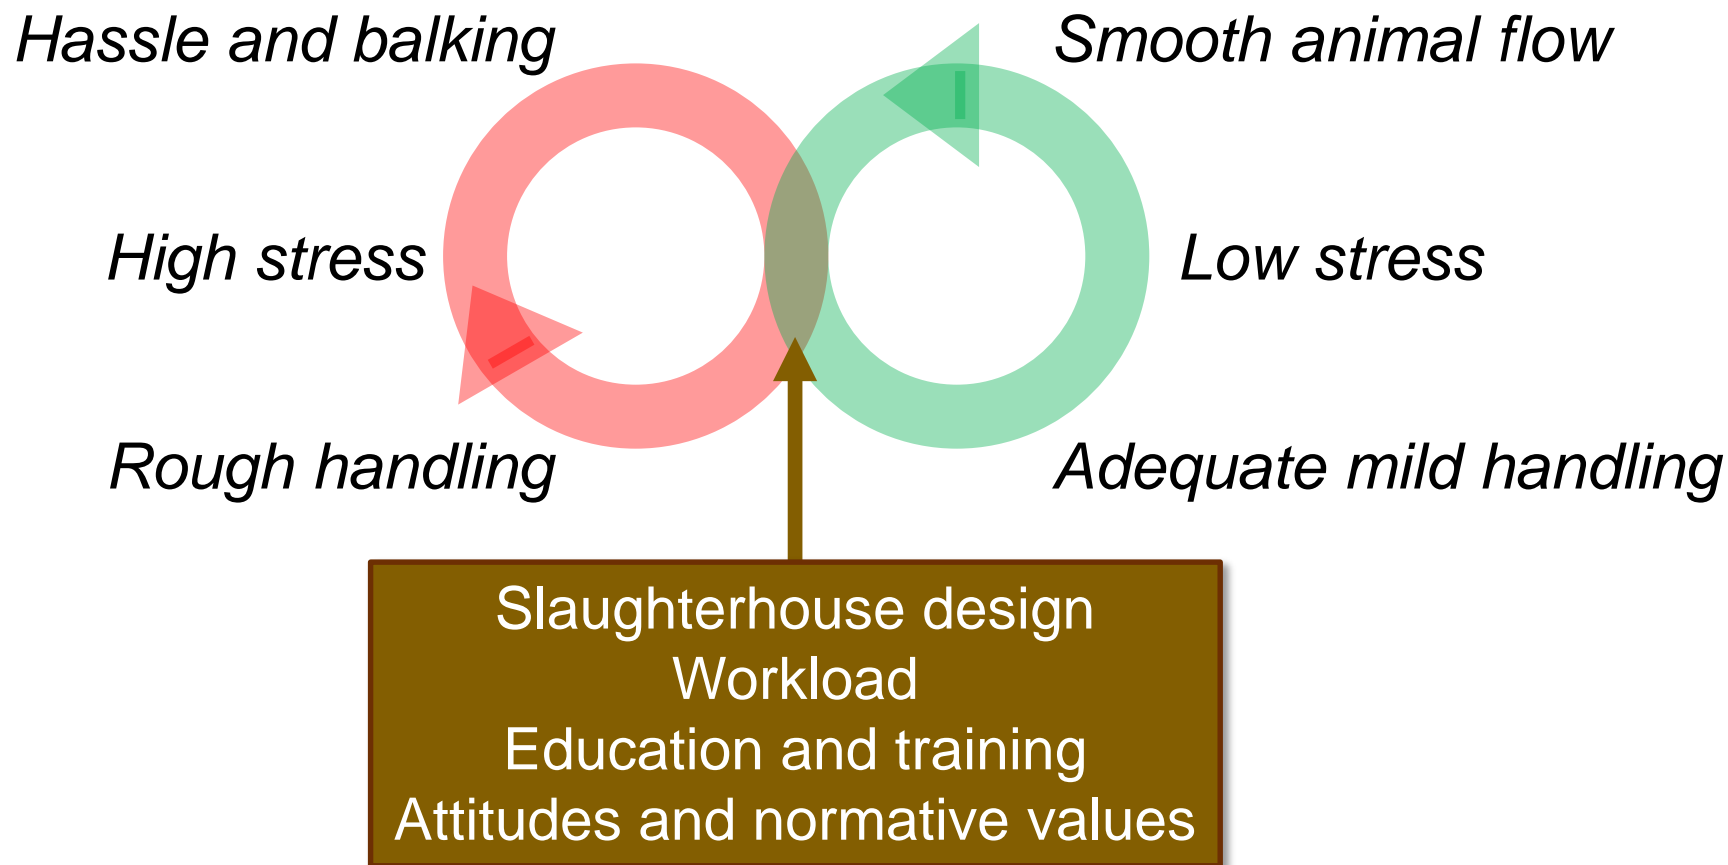 Hassle and balking
Smooth animal flow
High stress
Low stress
Rough handling
Adequate mild handling
Slaughterhouse design
Workload
Education and training
Attitudes and normative values